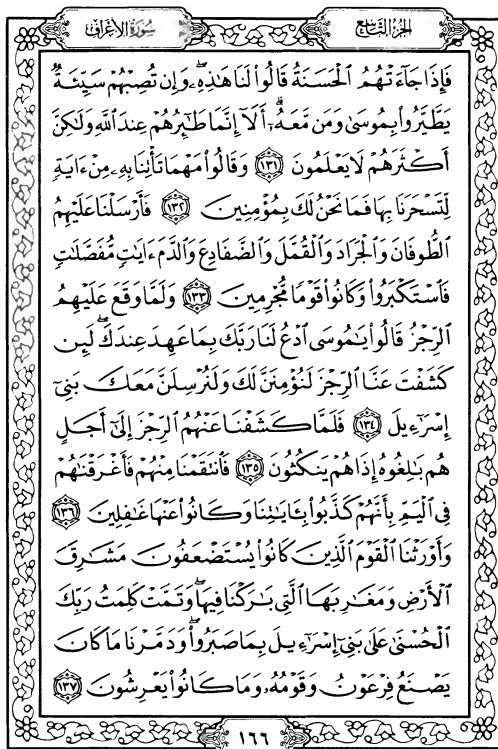 الجزء التاسع
سورة الأعراف
فَإِذَا جَآءَتْهُمُ ٱلْحَسَنَةُ قَالُوا۟ لَنَا هَٰذِهِۦ ۖ وَإِن تُصِبْهُمْ سَيِّئَةٌ
يَطَّيَّرُوا۟ بِمُوسَىٰ وَمَن مَّعَهُۥٓ ۗ أَلَآ إِنَّمَا طَٰٓئِرُهُمْ عِندَ ٱللَّهِ وَلَٰكِنَّ
أَكْثَرَهُمْ لَا يَعْلَمُونَ ١٣١ وَقَالُوا۟ مَهْمَا تَأْتِنَا بِهِۦ مِنْ ءَايَةٍ
لِّتَسْحَرَنَا بِهَا فَمَا نَحْنُ لَكَ بِمُؤْمِنِينَ ١٣٢ فَأَرْسَلْنَا عَلَيْهِمُ
ٱلطُّوفَانَ وَٱلْجَرَادَ وَٱلْقُمَّلَ وَٱلضَّفَادِعَ وَٱلدَّمَ ءَايَٰتٍ مُّفَصَّلَٰتٍ
فَٱسْتَكْبَرُوا۟ وَكَانُوا۟ قَوْمًا مُّجْرِمِينَ ١٣٣ وَلَمَّا وَقَعَ عَلَيْهِمُ
ٱلرِّجْزُ قَالُوا۟ يَٰمُوسَى ٱدْعُ لَنَا رَبَّكَ بِمَا عَهِدَ عِندَكَ ۖ لَئِن
كَشَفْتَ عَنَّا ٱلرِّجْزَ لَنُؤْمِنَنَّ لَكَ وَلَنُرْسِلَنَّ مَعَكَ بَنِىٓ
إِسْرَٰٓءِيلَ ١٣٤ فَلَمَّا كَشَفْنَا عَنْهُمُ ٱلرِّجْزَ إِلَىٰٓ أَجَلٍ
هُم بَٰلِغُوهُ إِذَا هُمْ يَنكُثُونَ ١٣٥ فَٱنتَقَمْنَا مِنْهُمْ فَأَغْرَقْنَٰهُمْ
فِى ٱلْيَمِّ بِأَنَّهُمْ كَذَّبُوا۟ بِـَٔايَٰتِنَا وَكَانُوا۟ عَنْهَا غَٰفِلِينَ ١٣٦
وَأَوْرَثْنَا ٱلْقَوْمَ ٱلَّذِينَ كَانُوا۟ يُسْتَضْعَفُونَ مَشَٰرِقَ
ٱلْأَرْضِ وَمَغَٰرِبَهَا ٱلَّتِى بَٰرَكْنَا فِيهَا ۖ وَتَمَّتْ كَلِمَتُ رَبِّكَ
ٱلْحُسْنَىٰ عَلَىٰ بَنِىٓ إِسْرَٰٓءِيلَ بِمَا صَبَرُوا۟ ۖ وَدَمَّرْنَا مَا كَانَ
يَصْنَعُ فِرْعَوْنُ وَقَوْمُهُۥ وَمَا كَانُوا۟ يَعْرِشُونَ ١٣٧
١٦٦